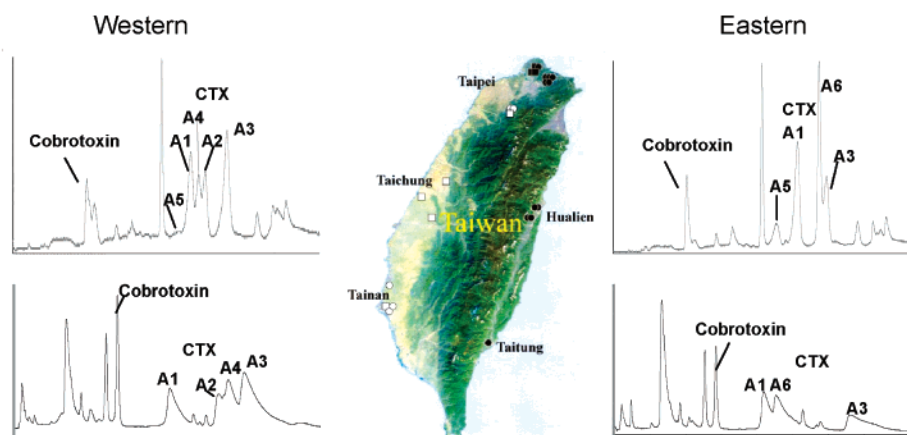 Western
Eastern
CTX
A4
A1
A2
A3
Cobrotoxin
A5
Taipei
Taichung
Taiwan
Hualien
Tainan
Taitung
A6
CTX
A1
A3
Cobrotoxin
A5
Cobrotoxin
CTX
A1
A2
A4
A3
Cobrotoxin
CTX
A1
A6
A3